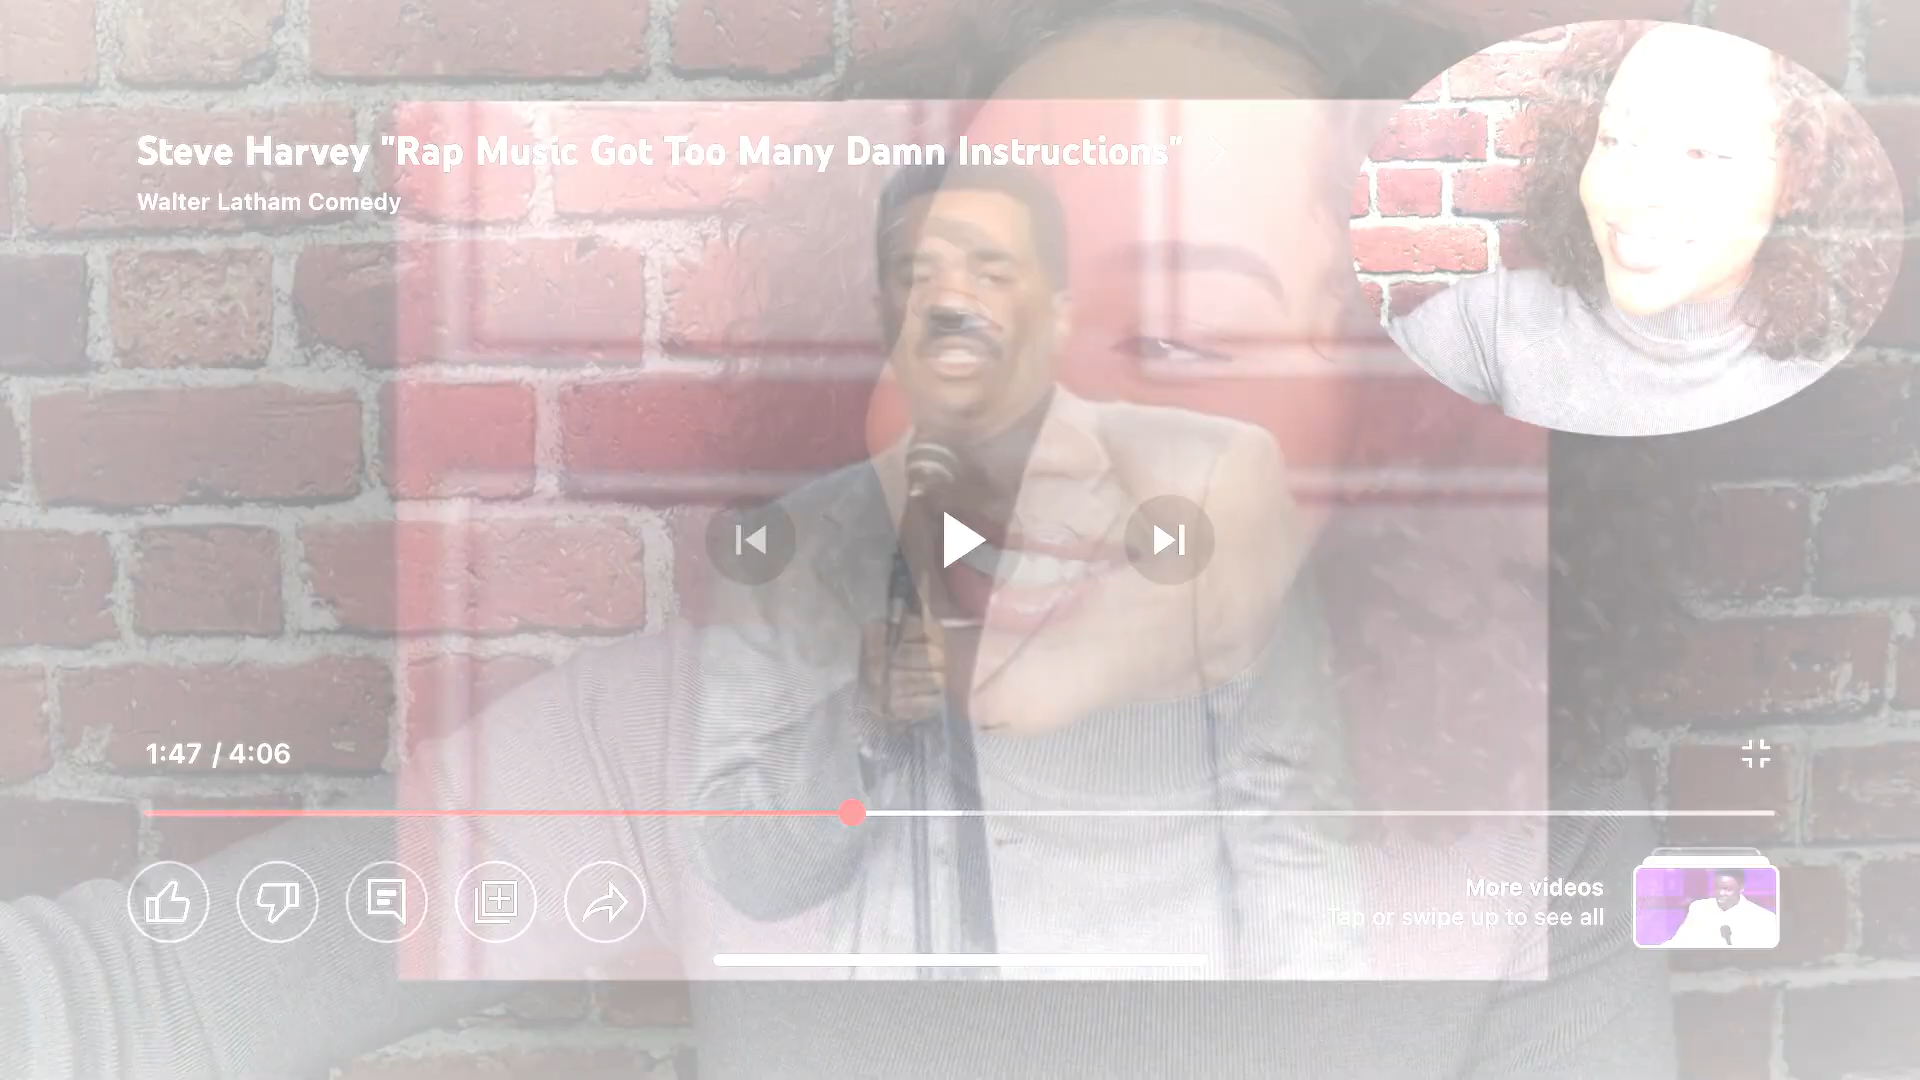 Steve Harvey "Rap Music Got Too Many Damn Instructions"
Walter Latham Comedy
1:47 / 4:06
More videos
Tap or swipe up to see all